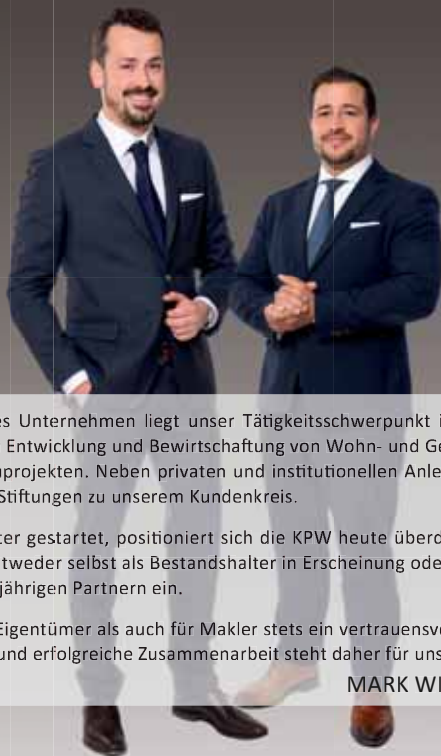 es Unternehmen liegt unser Tätigkeitsschwerpunkt i
Entwicklung und Bewirtschaftung von Wohn- und Ge
projekten. Neben privaten und institutionellen Anle
Stiftungen zu unserem Kundenkreis.
ter gestartet, positioniert sich die KPW heute überd
tweder selbst als Bestandshalter in Erscheinung ode
jährigen Partnern ein.
Eigentümer als auch für Makler stets ein vertrauensv
und erfolgreiche Zusammenarbeit steht daher für uns
MARK WE